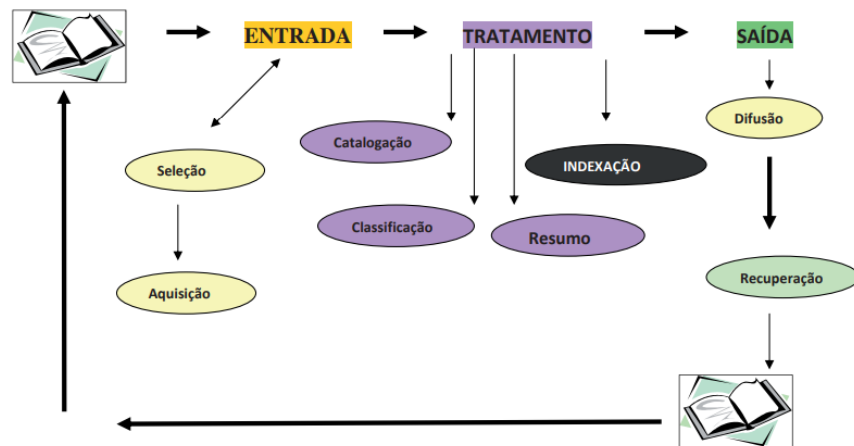 ENTRADA
TRATAMENTO
SAÍDA
Difusão
Catalogação
INDEXAÇÃO
Seleção
Classificação
Resumo
Recuperação
Aquisição